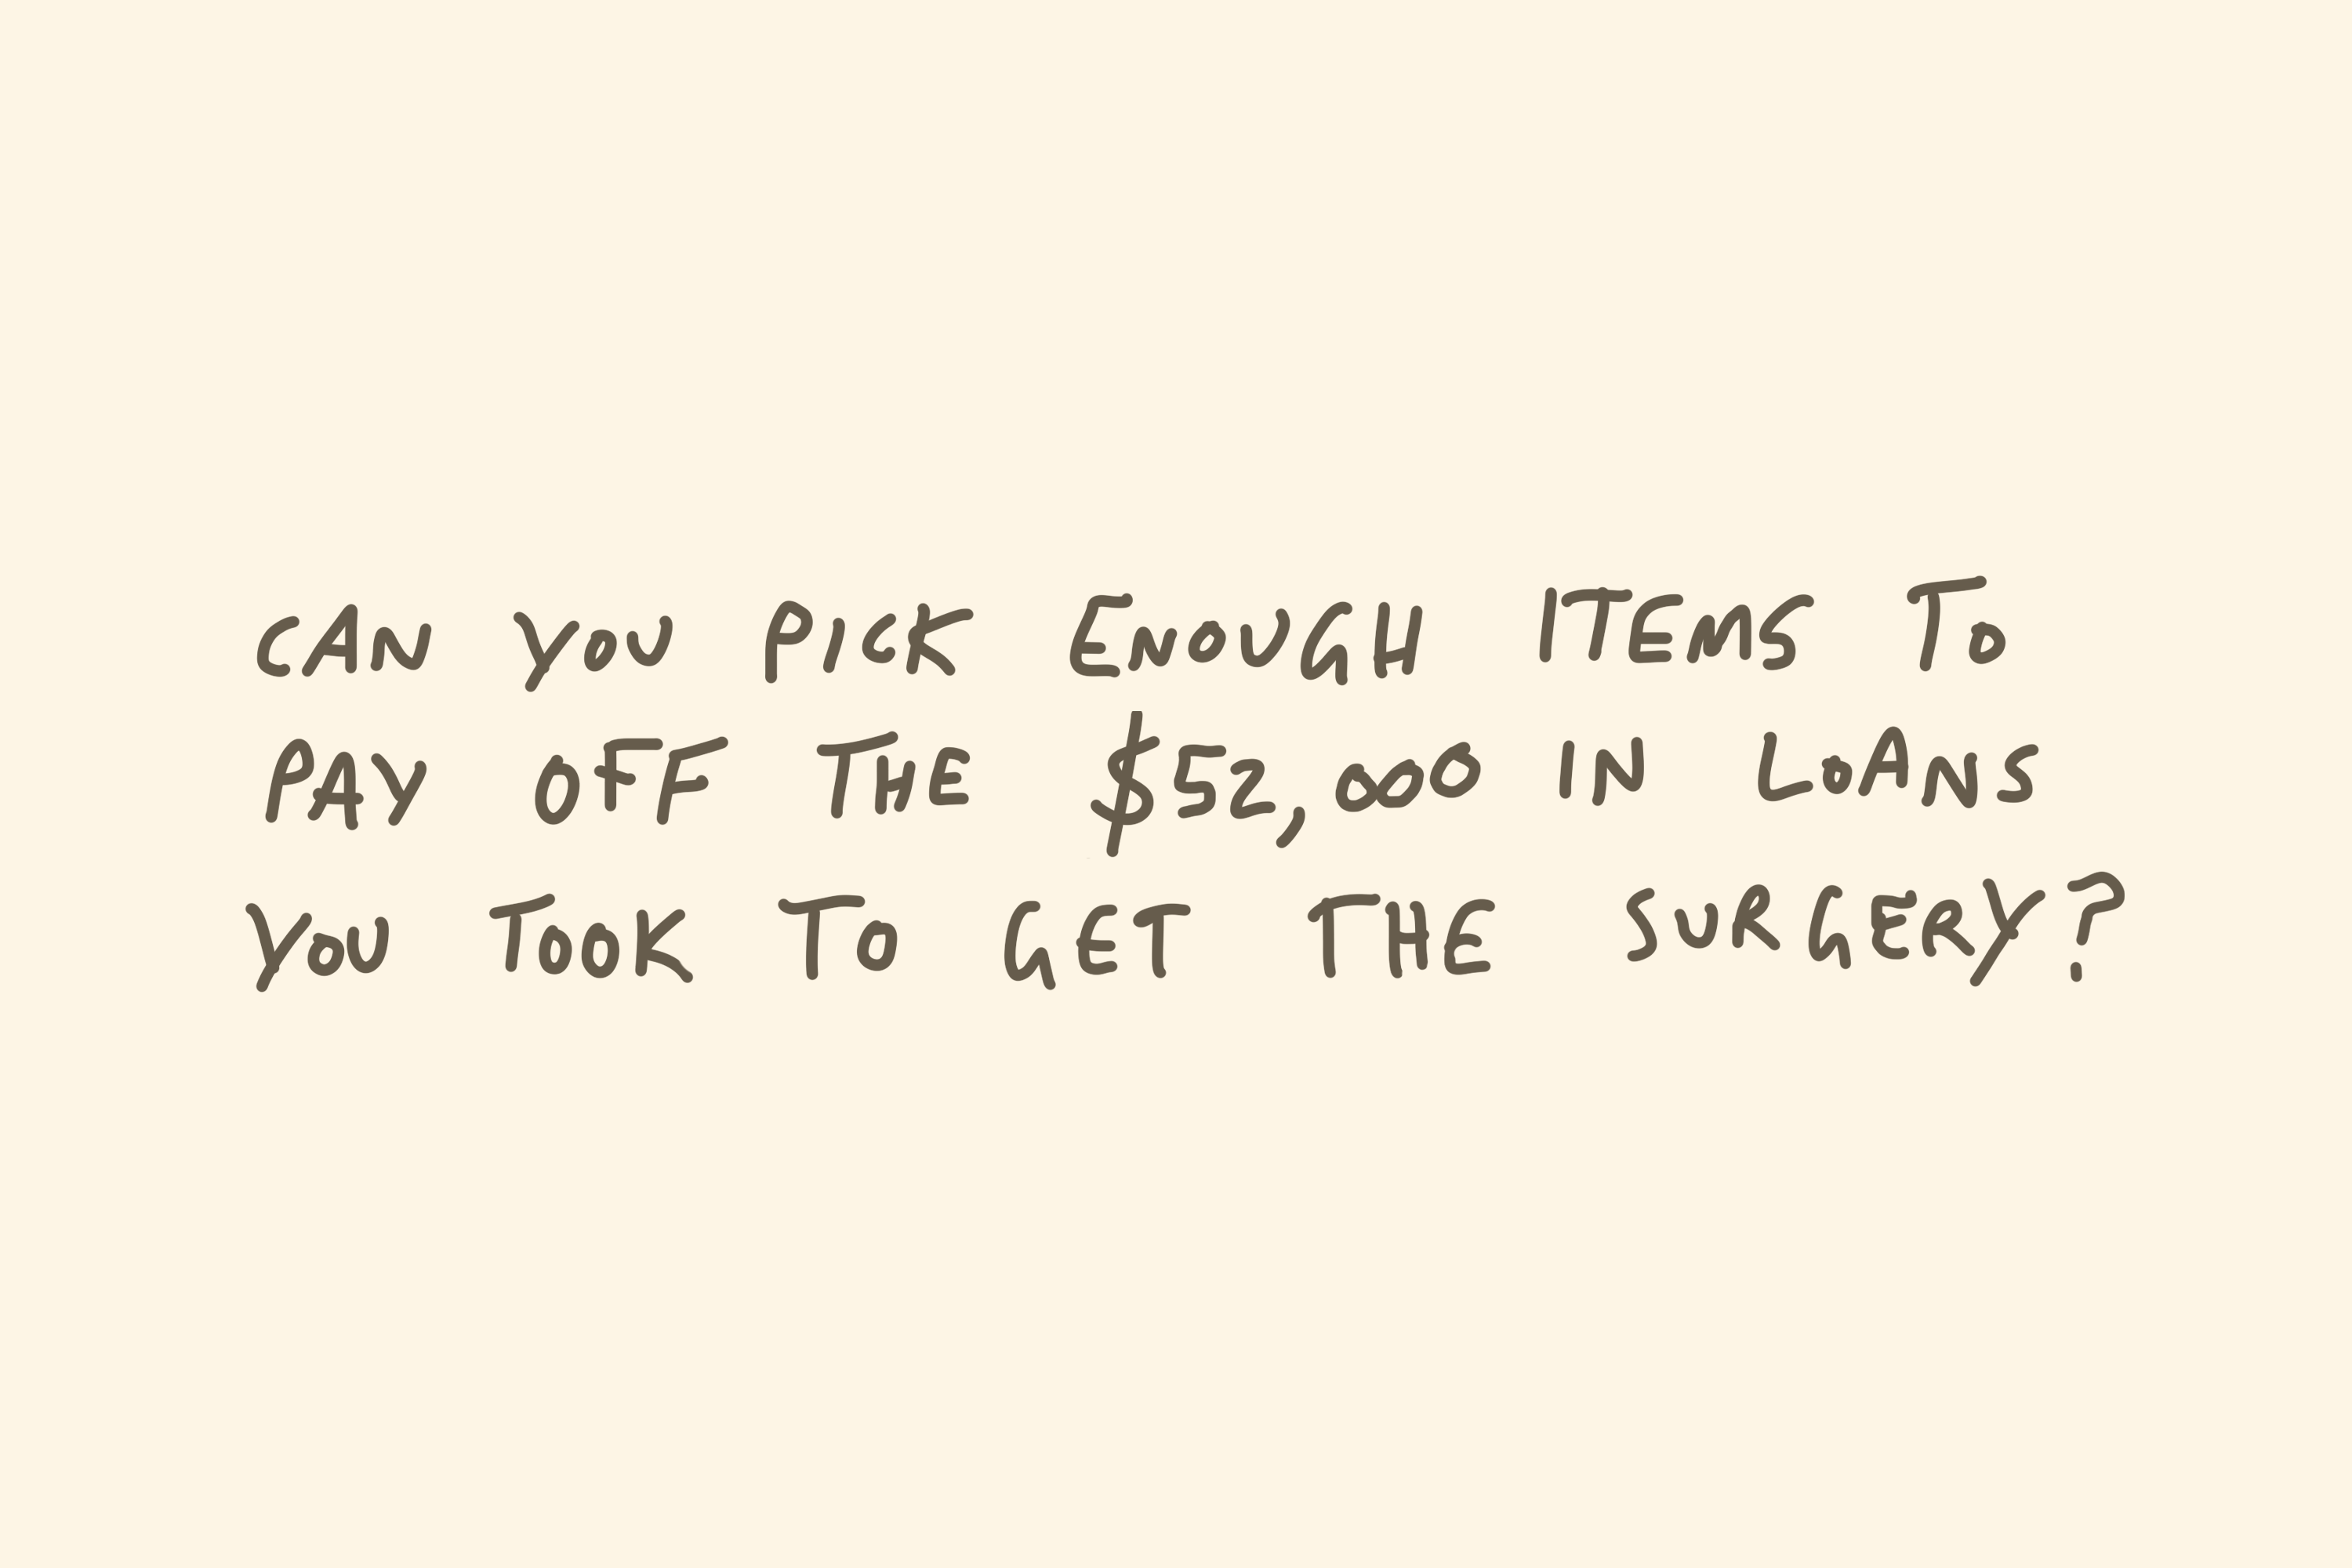 CAN YOU PICK ENOUGH ITEMS TO
PAY OFF THE $52,000 IN LOANS
YOU TOOK TO GET THE SURGERY?